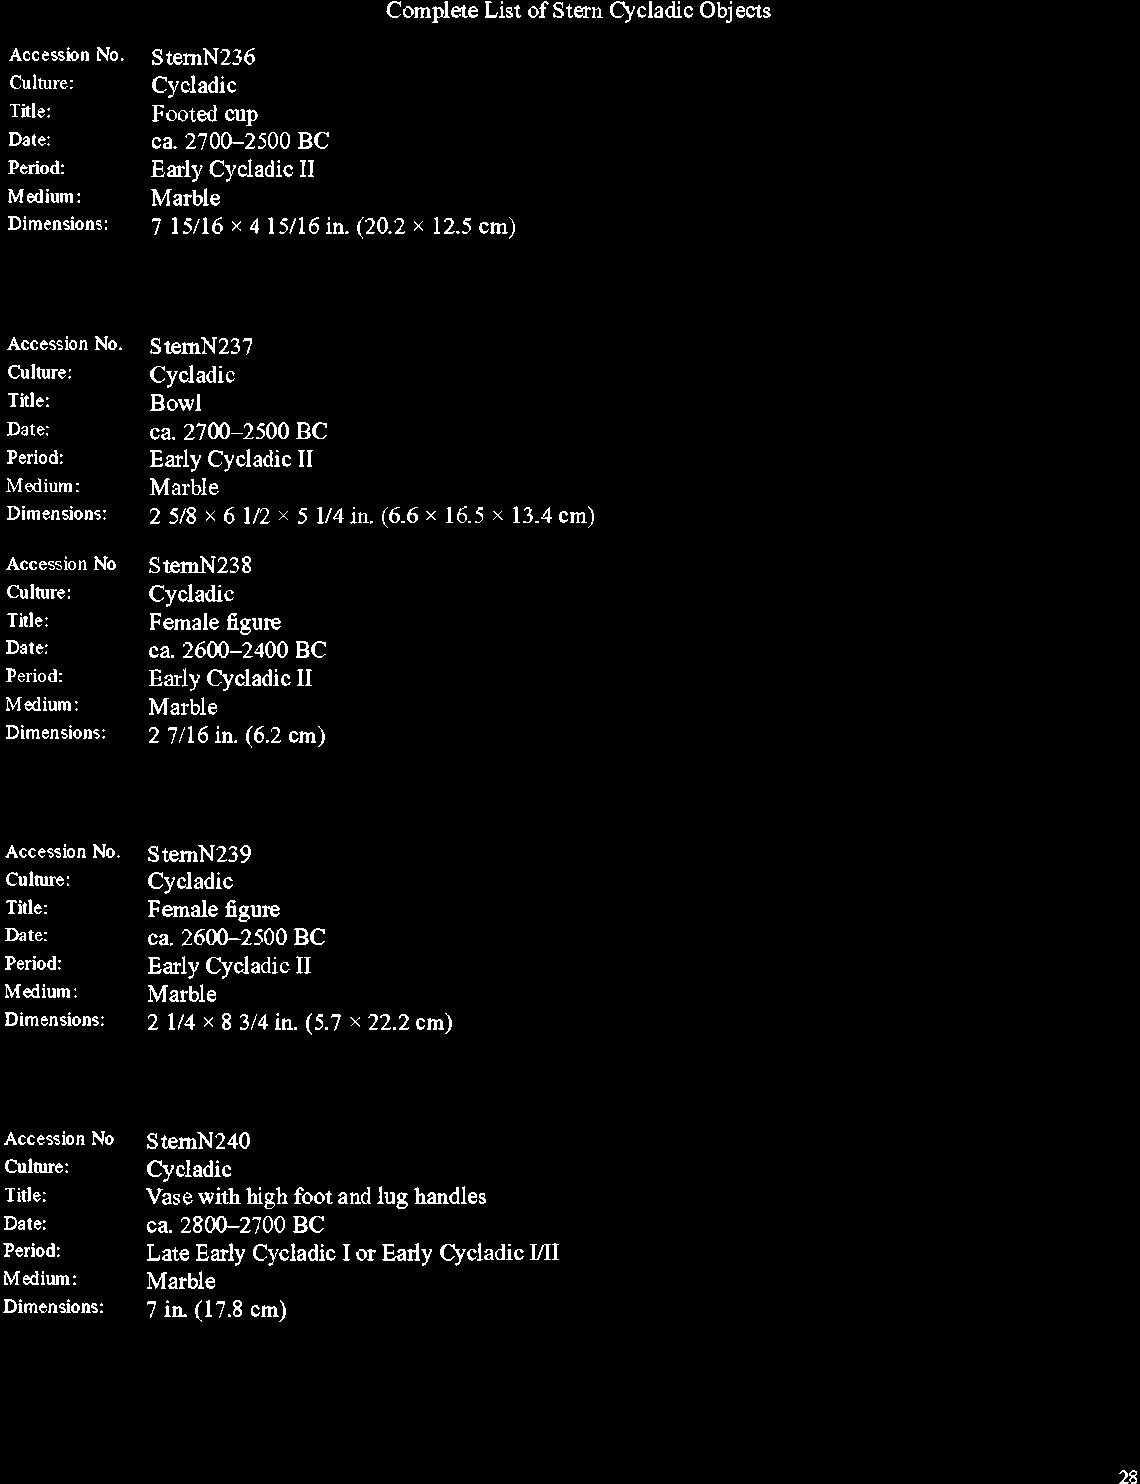 Complete List of Stern Cycladic Objects
Accession No. SternN236
Culture: Cycladic
Title: Footed cup
Date: ca. 2700–2500 BC
Period: Early Cycladic II
Medium: Marble
Dimensions: 7 15/16 × 4 15/16 in. (20.2 × 12.5 cm)
Accession No. SternN237
Culture: Cycladic
Title: Bowl
Date: ca. 2700–2500 BC
Period: Early Cycladic II
Medium: Marble
Dimensions: 2 5/8 × 6 1/2 × 5 1/4 in. (6.6 × 16.5 × 13.4 cm)
Accession No SternN238
Culture: Cycladic
Title: Female figure
Date: ca. 2600–2400 BC
Period: Early Cycladic II
Medium: Marble
Dimensions: 2 7/16 in. (6.2 cm)
Accession No. SternN239
Culture: Cycladic
Title: Female figure
Date: ca. 2600–2500 BC
Period: Early Cycladic II
Medium: Marble
Dimensions: 2 1/4 × 8 3/4 in. (5.7 × 22.2 cm)
Accession No SternN240
Culture: Cycladic
Title: Vase with high foot and lug handles
Date: ca. 2800–2700 BC
Period: Late Early Cycladic I or Early Cycladic I/II
Medium: Marble
Dimensions: 7 in. (17.8 cm)
28